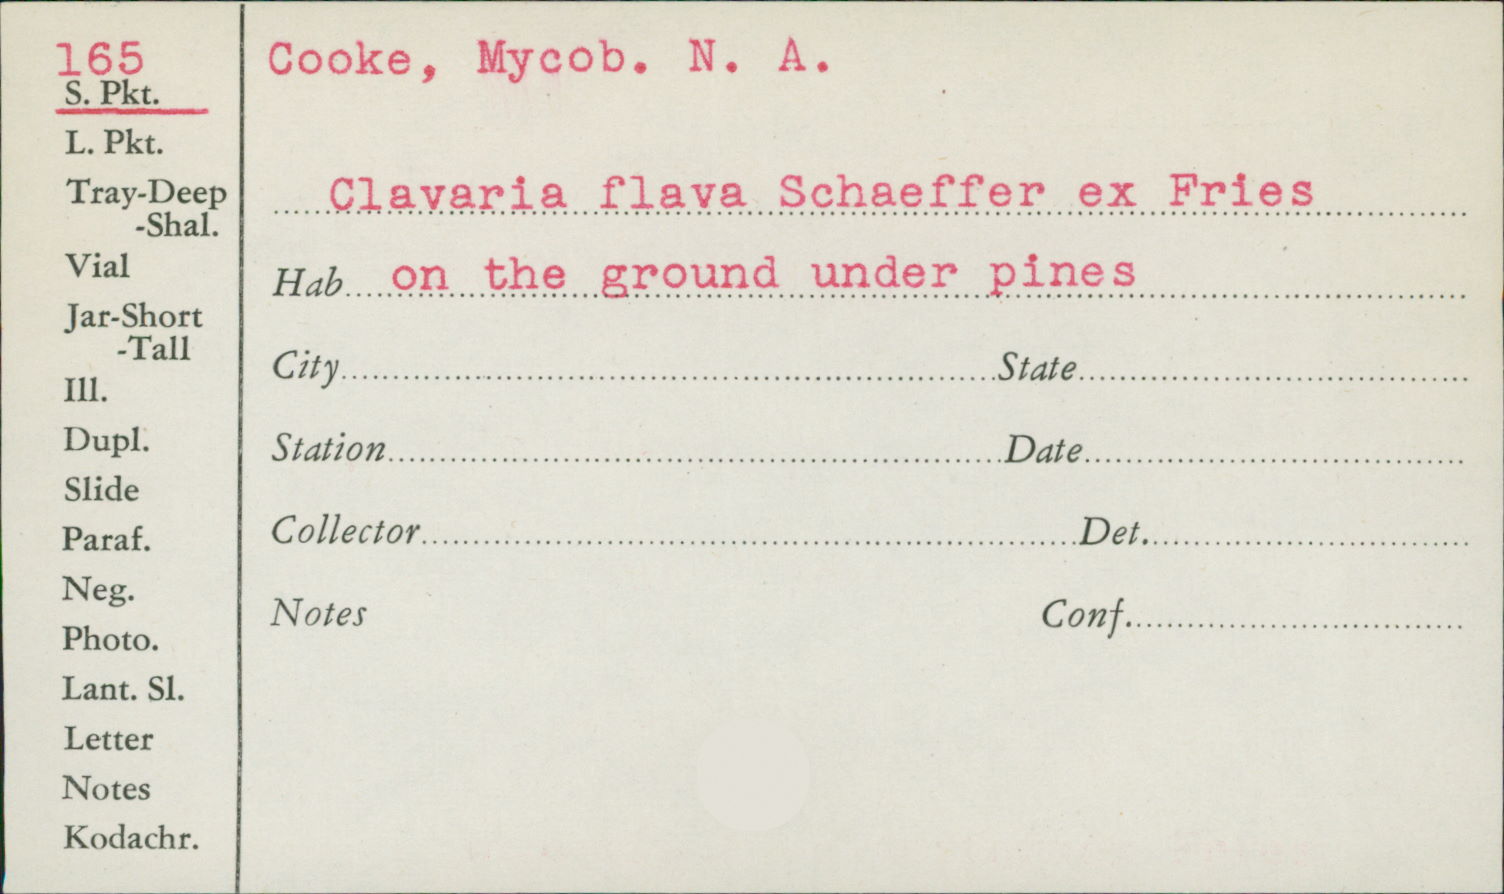 165
S. Pkt.
L. Pkt.
Tray-Deep
-Shal.
Vial
Jar-Short
-Tall
Ill.
Dupl.
Slide
Paraf.
Neg.
Photo.
Lant. Sl.
Letter
Notes
Kodachr.
Cooke, Mycob. N. A.
Clavaria flava Schaeffer ex Fries
Hab on the ground under pines
City State
Station Date
Collector Det.
Notes Conf.